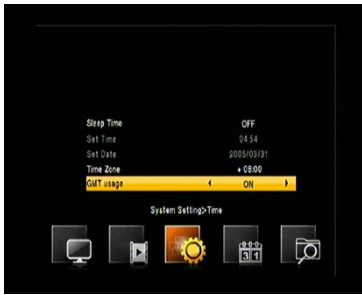 Sleep Time OFF
Set Time 04:54
Set Date 2005/03/31
Time Zone + 08:00
GMT usage ON
System Setting>Time
31